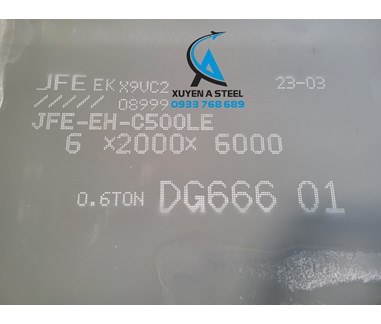 JFE EK X9VC2 23-03
///// 08999
JFE-EH-C500LE
6 ×2000× 6000
0.6TON DG666 01
XUYEN A STEEL
0933 768 689